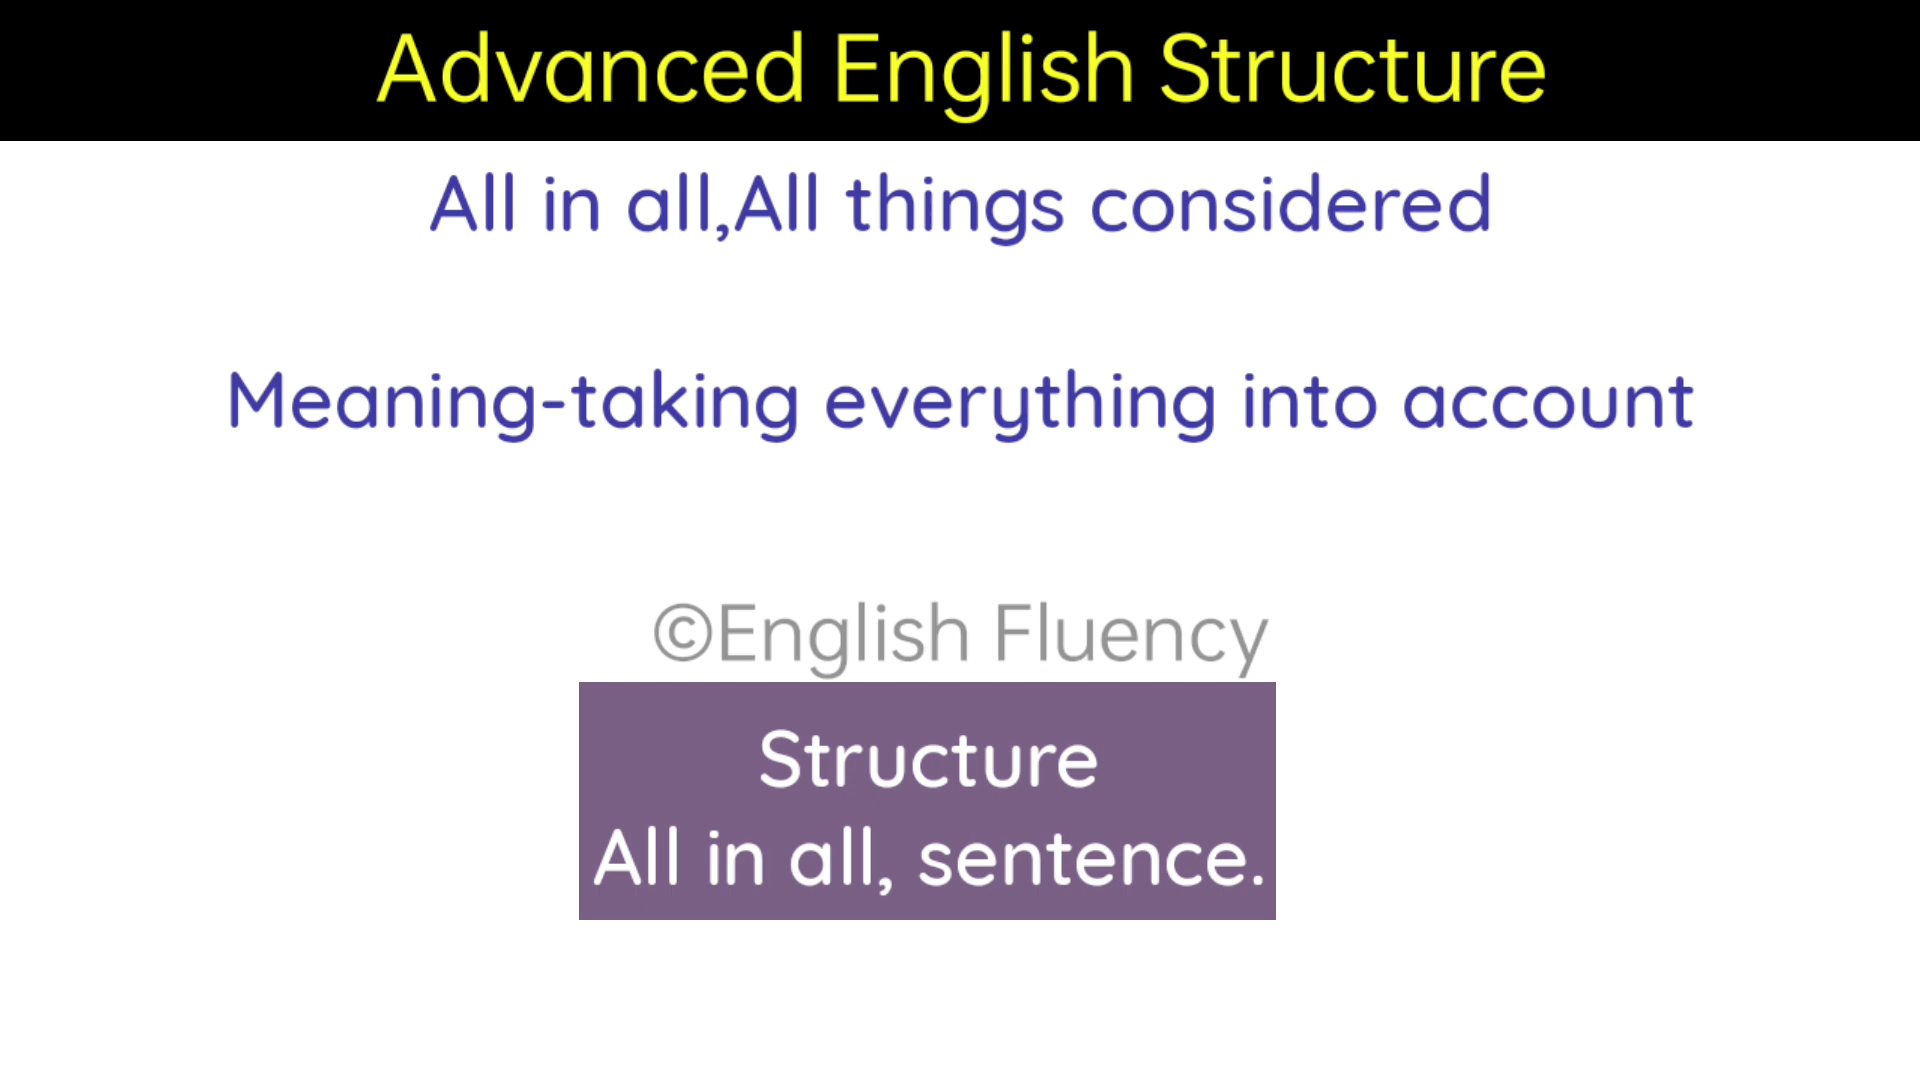 Advanced English Structure
All in all,All things considered
Meaning-taking everything into account
©English Fluency
Structure
All in all, sentence.